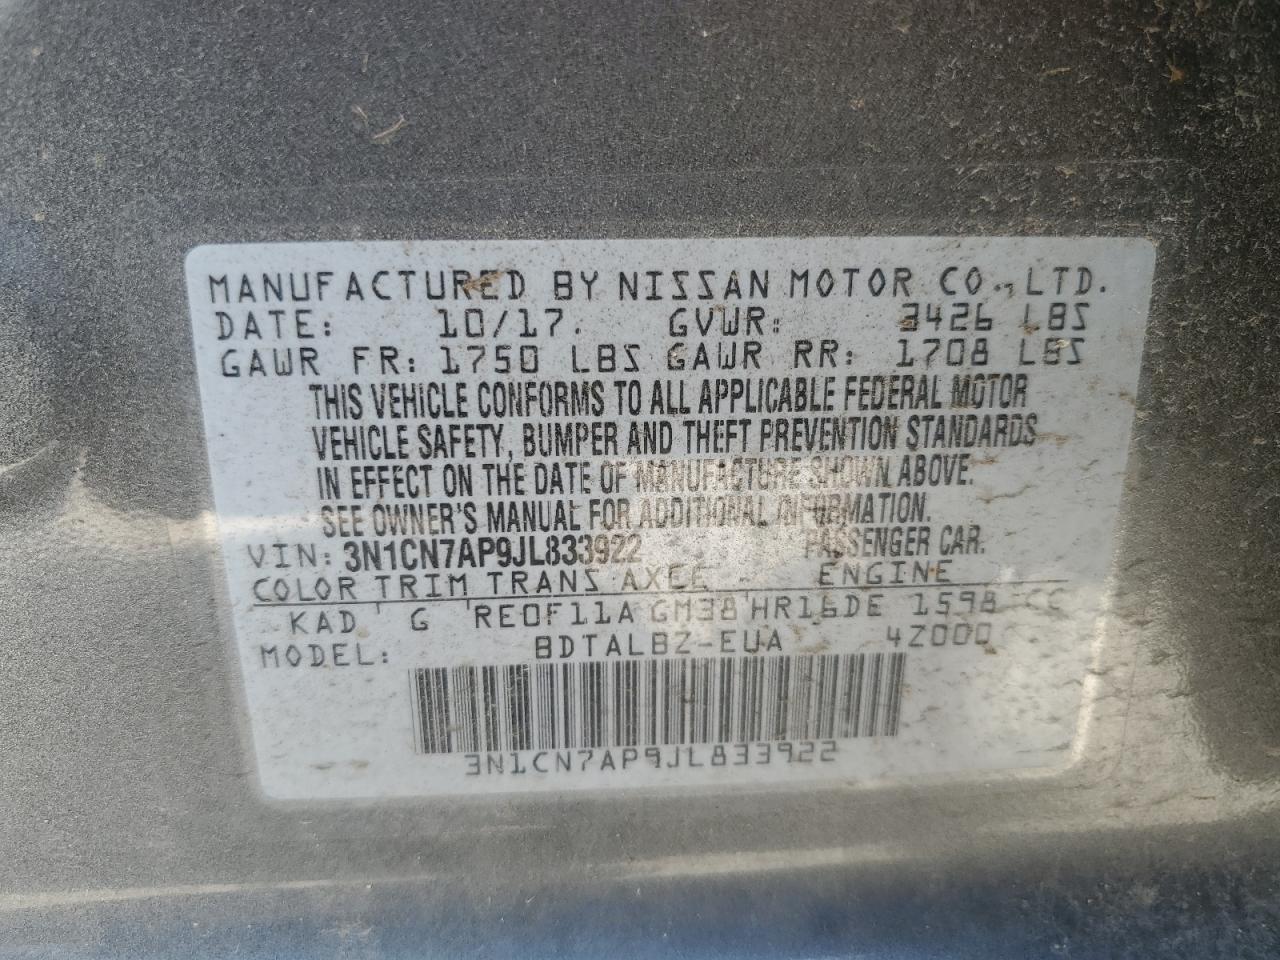 MANUFACTURED BY NISSAN MOTOR CO., LTD.
DATE: 10/17. GVWR: 3426 LBS
GAWR FR: 1750 LBS GAWR RR: 1708 LBS
THIS VEHICLE CONFORMS TO ALL APPLICABLE FEDERAL MOTOR
VEHICLE SAFETY, BUMPER AND THEFT PREVENTION STANDARDS
IN EFFECT ON THE DATE OF MANUFACTURE SHOWN ABOVE.
SEE OWNER'S MANUAL FOR ADDITIONAL INFORMATION.
VIN: 3N1CN7AP9JL833922 PASSENGER CAR.
COLOR TRIM TRANS AXEE ENGINE
KAD G RE0F11A GM38 HR16DE 1598 CC
MODEL: BDTALBZ-EUA 4Z000
3N1CN7AP9JL833922